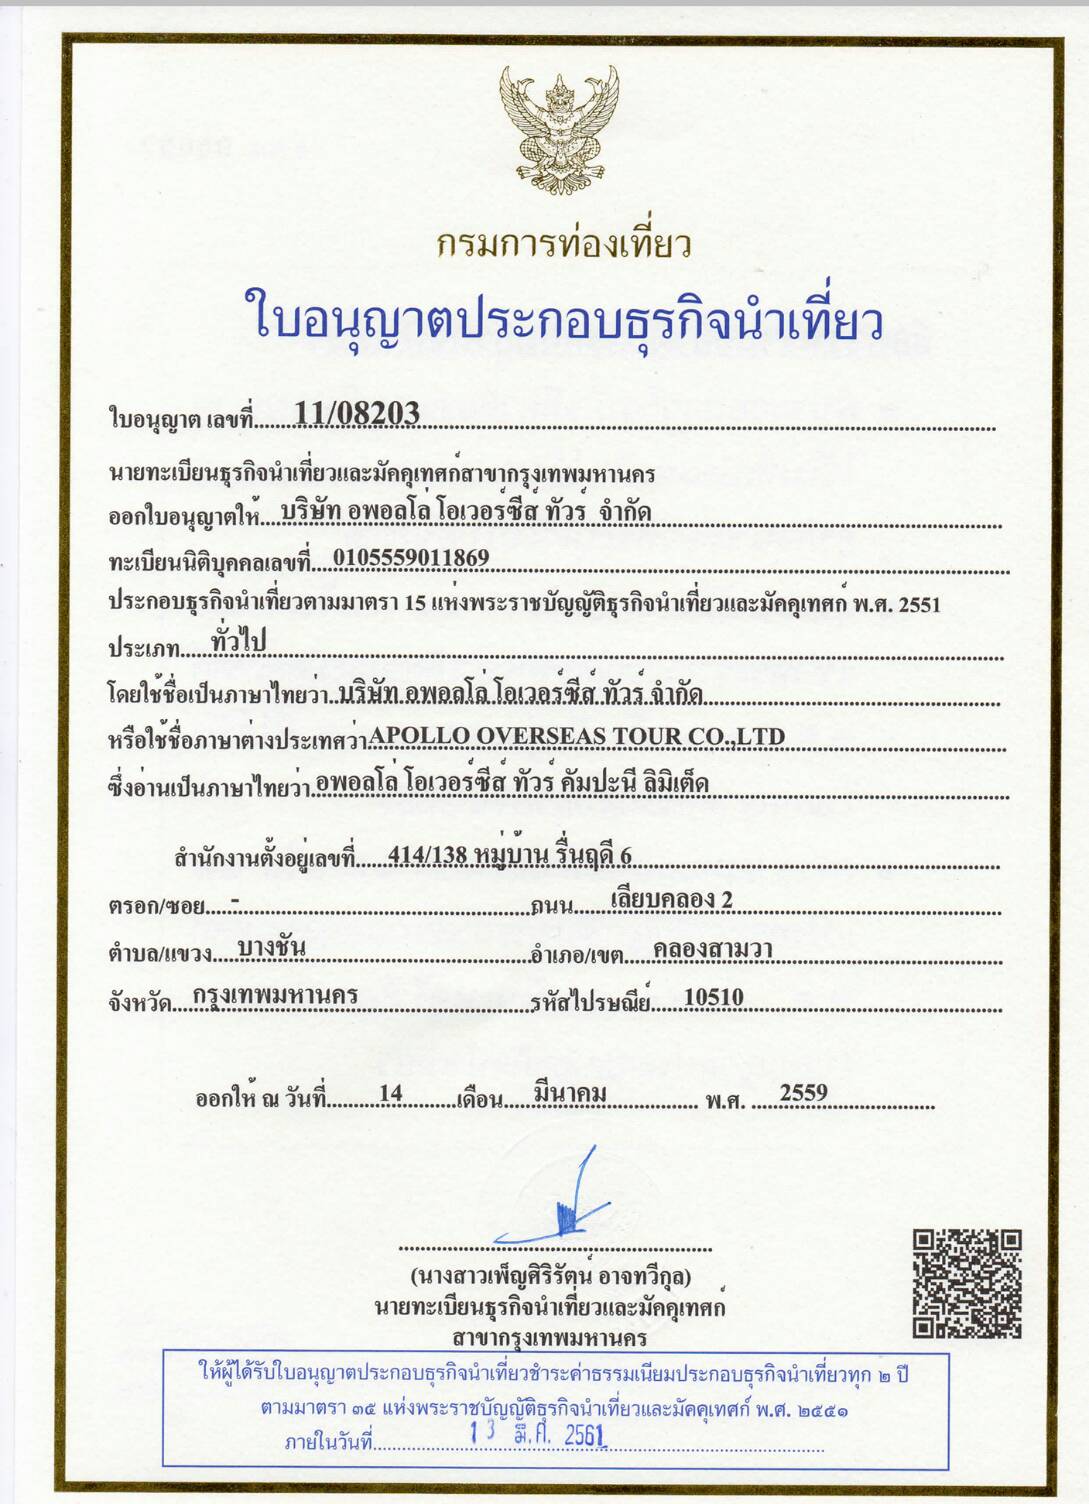 กรมการท่องเที่ยว
ใบอนุญาตประกอบธุรกิจนำเที่ยว
ใบอนุญาต เลขที่ 11/08203
นายทะเบียนธุรกิจนำเที่ยวและมัคคุเทศก์สาขากรุงเทพมหานคร
ออกใบอนุญาตให้ บริษัท อพอลโล่ โอเวอร์ซีส์ ทัวร์ จำกัด
ทะเบียนนิติบุคคลเลขที่ 0105559011869
ประกอบธุรกิจนำเที่ยวตามมาตรา 15 แห่งพระราชบัญญัติธุรกิจนำเที่ยวและมัคคุเทศก์ พ.ศ. 2551
ประเภท ทั่วไป
โดยใช้ชื่อเป็นภาษาไทยว่า บริษัท อพอลโล่ โอเวอร์ซีส์ ทัวร์ จำกัด
หรือใช้ชื่อภาษาต่างประเทศว่า APOLLO OVERSEAS TOUR CO.,LTD
ซึ่งอ่านเป็นภาษาไทยว่า อพอลโล่ โอเวอร์ซีส์ ทัวร์ คัมปะนี ลิมิเต็ด
สำนักงานตั้งอยู่เลขที่ 414/138 หมู่บ้าน รื่นฤดี 6
ตรอก/ซอย - ถนน เลียบคลอง 2
ตำบล/แขวง บางชัน อำเภอ/เขต คลองสามวา
จังหวัด กรุงเทพมหานคร รหัสไปรษณีย์ 10510
ออกให้ ณ วันที่ 14 เดือน มีนาคม พ.ศ. 2559
(นางสาวเพ็ญศิริรัตน์ อาจทวีกุล)
นายทะเบียนธุรกิจนำเที่ยวและมัคคุเทศก์
สาขากรุงเทพมหานคร
ให้ผู้ได้รับใบอนุญาตประกอบธุรกิจนำเที่ยวชำระค่าธรรมเนียมประกอบธุรกิจนำเที่ยวทุก ๒ ปี
ตามมาตรา ๓๕ แห่งพระราชบัญญัติธุรกิจนำเที่ยวและมัคคุเทศก์ พ.ศ. ๒๕๕๑
ภายในวันที่ 13 มี.ค. 2561